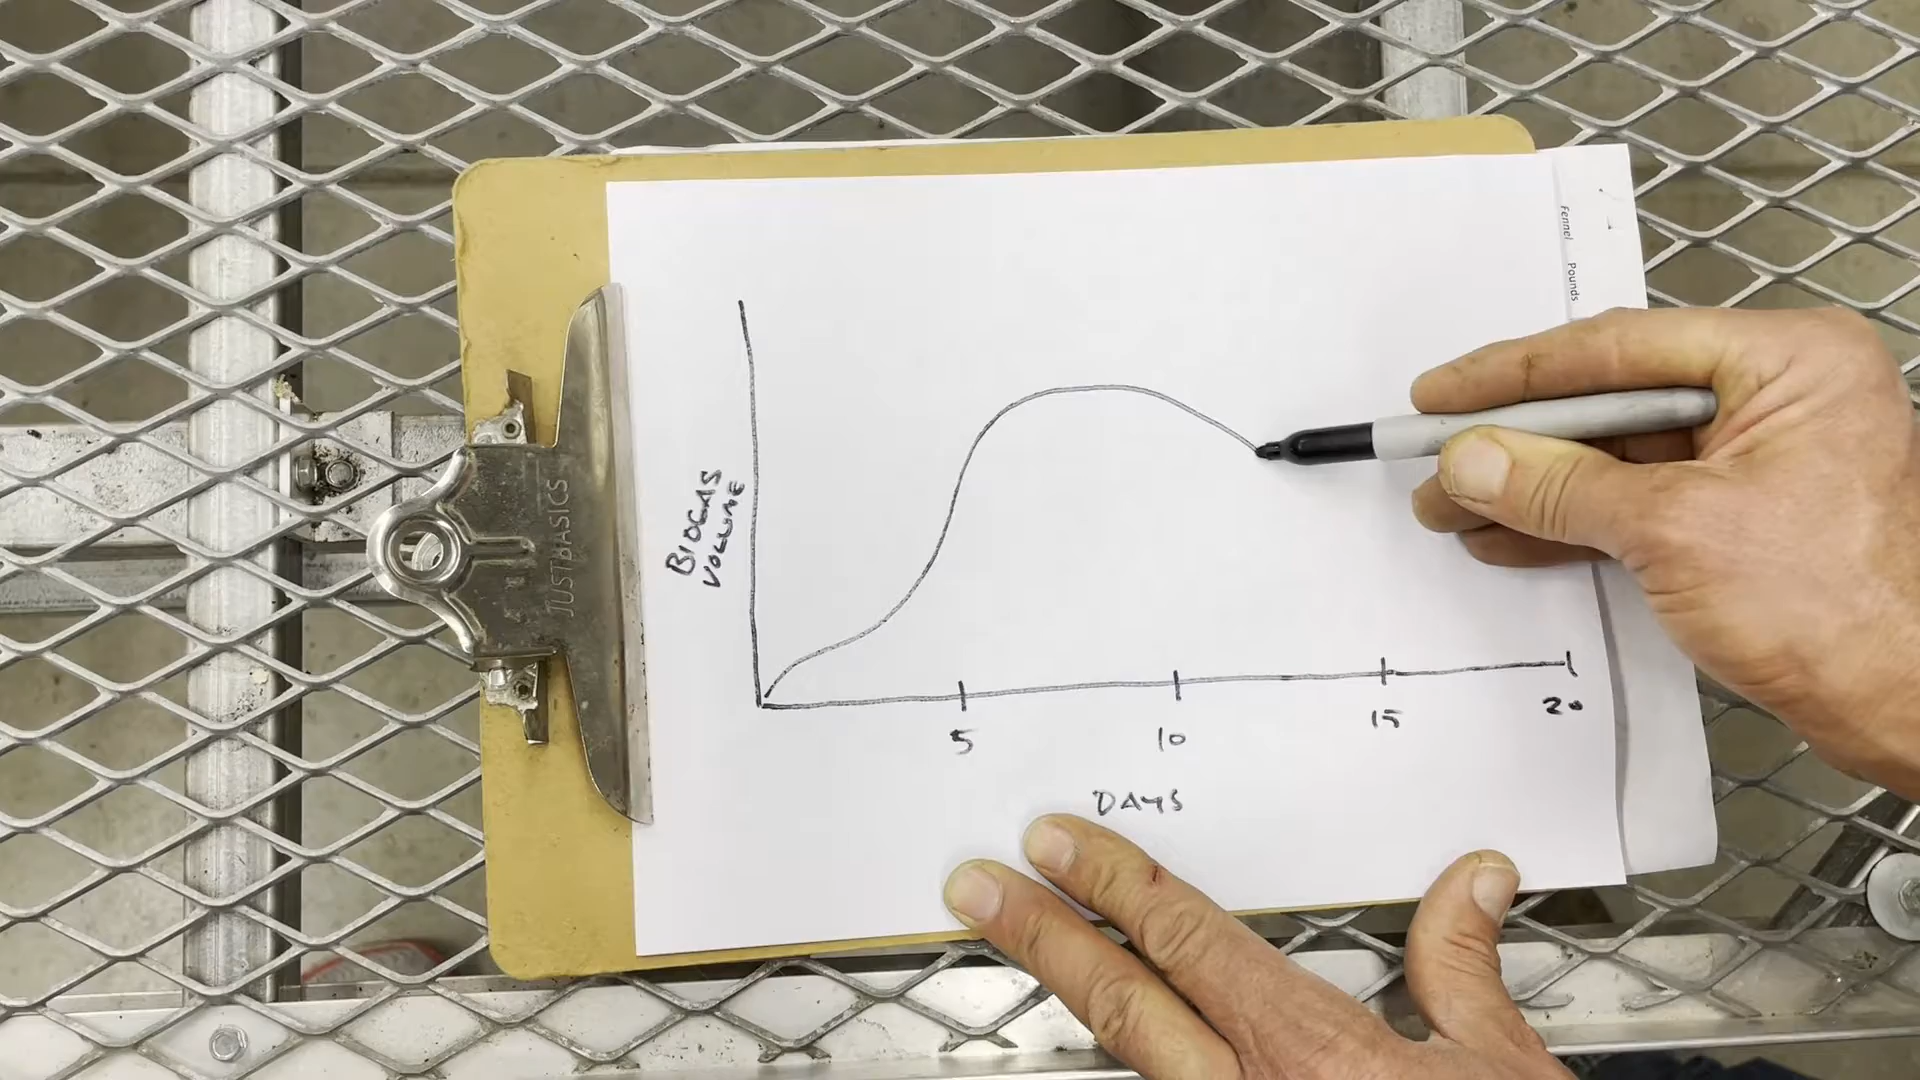 BIOGAS
VOLUME
5 10 15 20
DAYS
JUSTBASICS
Fennel
Pounds